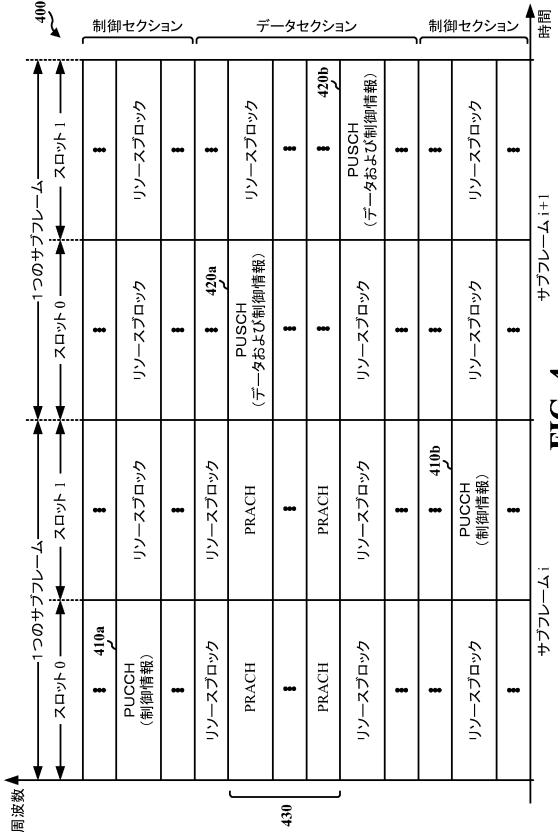 400
周波数
1つのサブフレーム
1つのサブフレーム
スロット 0
スロット 1
スロット 0
スロット 1
410a
PUCCH
(制御情報)
リソースブロック
リソースブロック
リソースブロック
制御セクション
リソースブロック
リソースブロック
420a
PRACH
PRACH
PUSCH
(データおよび制御情報)
リソースブロック
430
データセクション
PRACH
PRACH
420b
リソースブロック
リソースブロック
リソースブロック
PUSCH
(データおよび制御情報)
410b
リソースブロック
PUCCH
(制御情報)
リソースブロック
リソースブロック
制御セクション
時間
サブフレーム i
サブフレーム i+1
FIG. 4